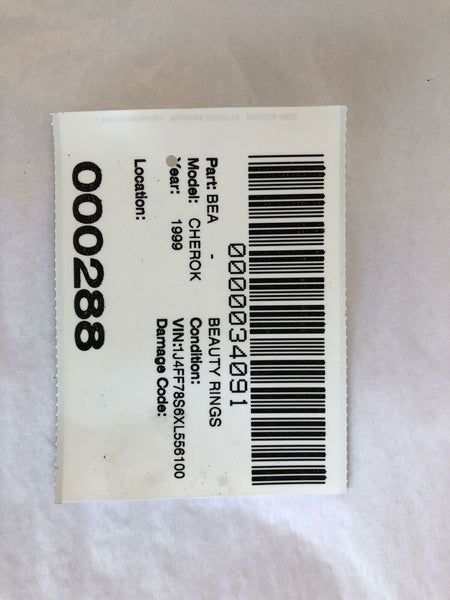 0000034091
Part: BEA - BEAUTY RINGS
Model: CHEROK Condition:
Year: 1999 VIN:1J4FF78S6XL556100
Damage Code:
Location:
000288